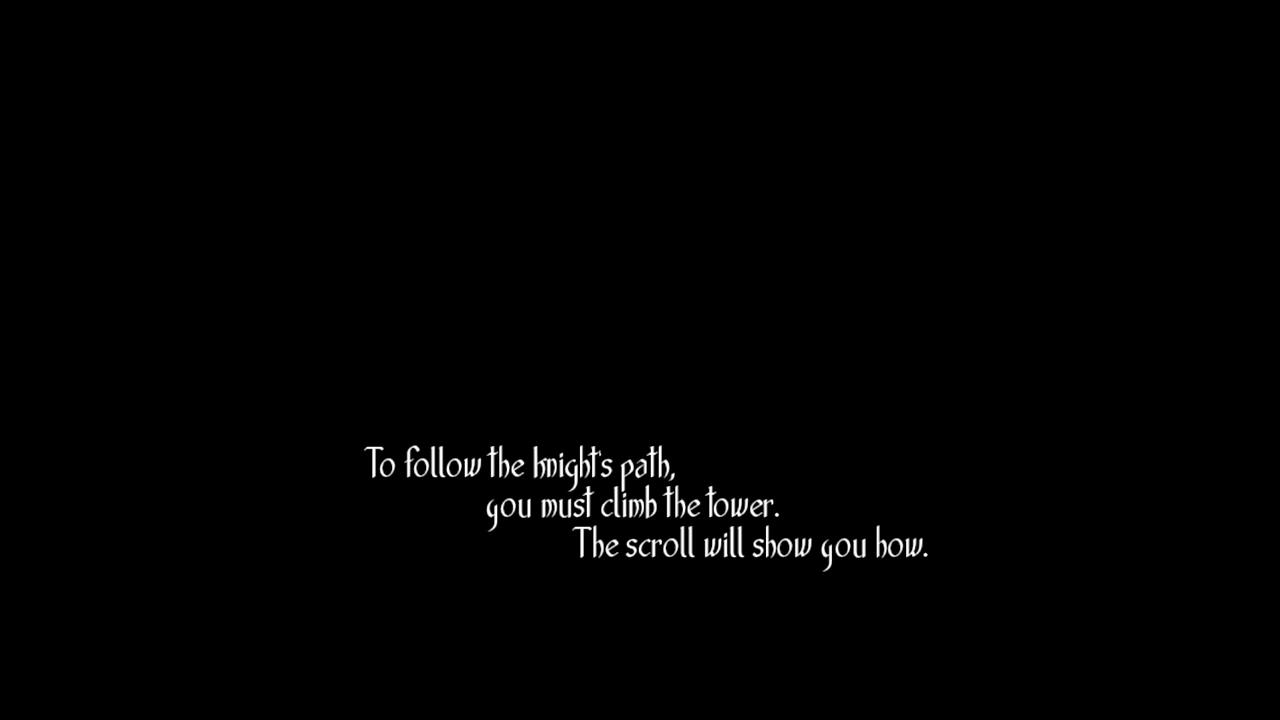 To follow the knight's path,
you must climb the tower.
The scroll will show you how.